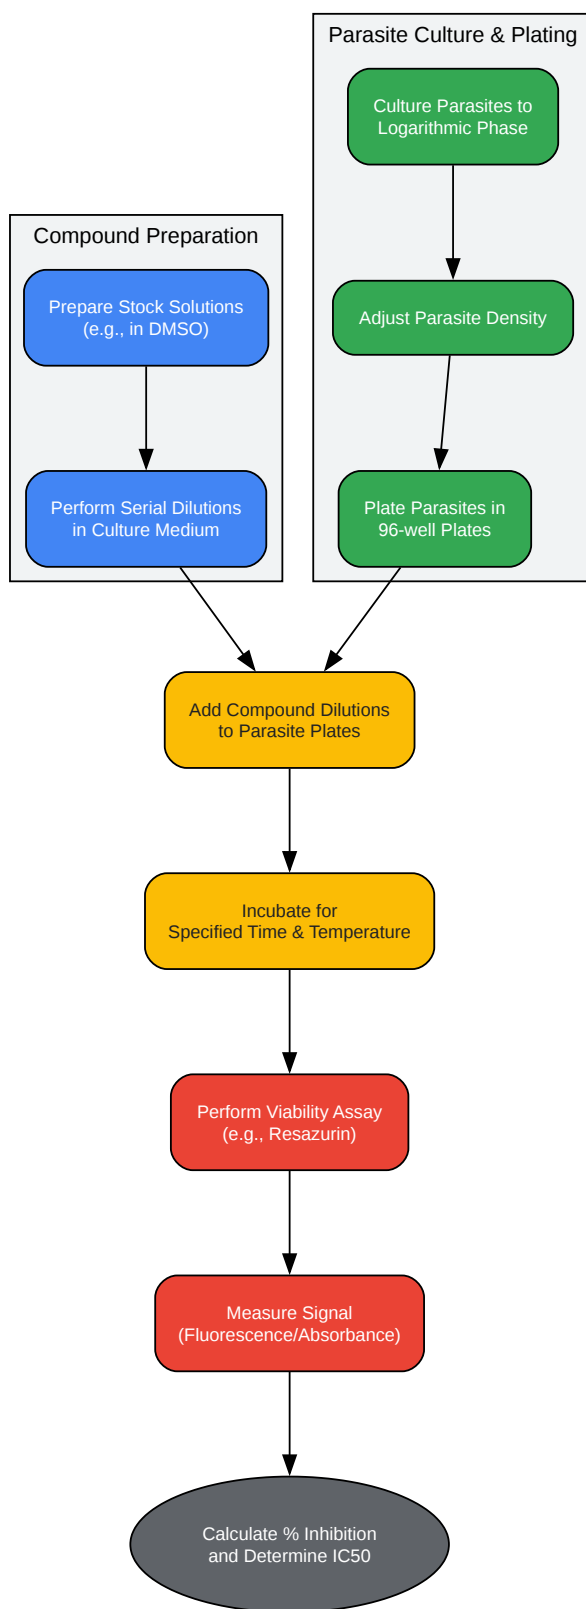 Parasite Culture & Plating
Culture Parasites to
Logarithmic Phase
Compound Preparation
Prepare Stock Solutions
(e.g., in DMSO)
Adjust Parasite Density
Perform Serial Dilutions
in Culture Medium
Plate Parasites in
96-well Plates
Add Compound Dilutions
to Parasite Plates
Incubate for
Specified Time & Temperature
Perform Viability Assay
(e.g., Resazurin)
Measure Signal
(Fluorescence/Absorbance)
Calculate % Inhibition
and Determine IC50